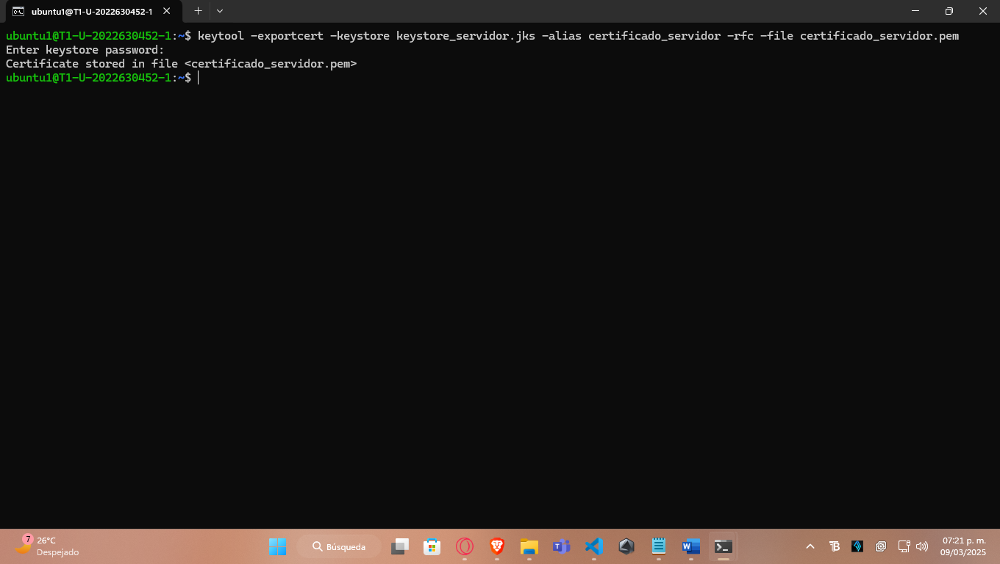 ubuntu1@T1-U-2022630452-1
ubuntu1@T1-U-2022630452-1:~$ keytool -exportcert -keystore keystore_servidor.jks -alias certificado_servidor -rfc -file certificado_servidor.pem
Enter keystore password:
Certificate stored in file <certificado_servidor.pem>
ubuntu1@T1-U-2022630452-1:~$
7
26°C
Despejado
Búsqueda
07:21 p. m.
09/03/2025